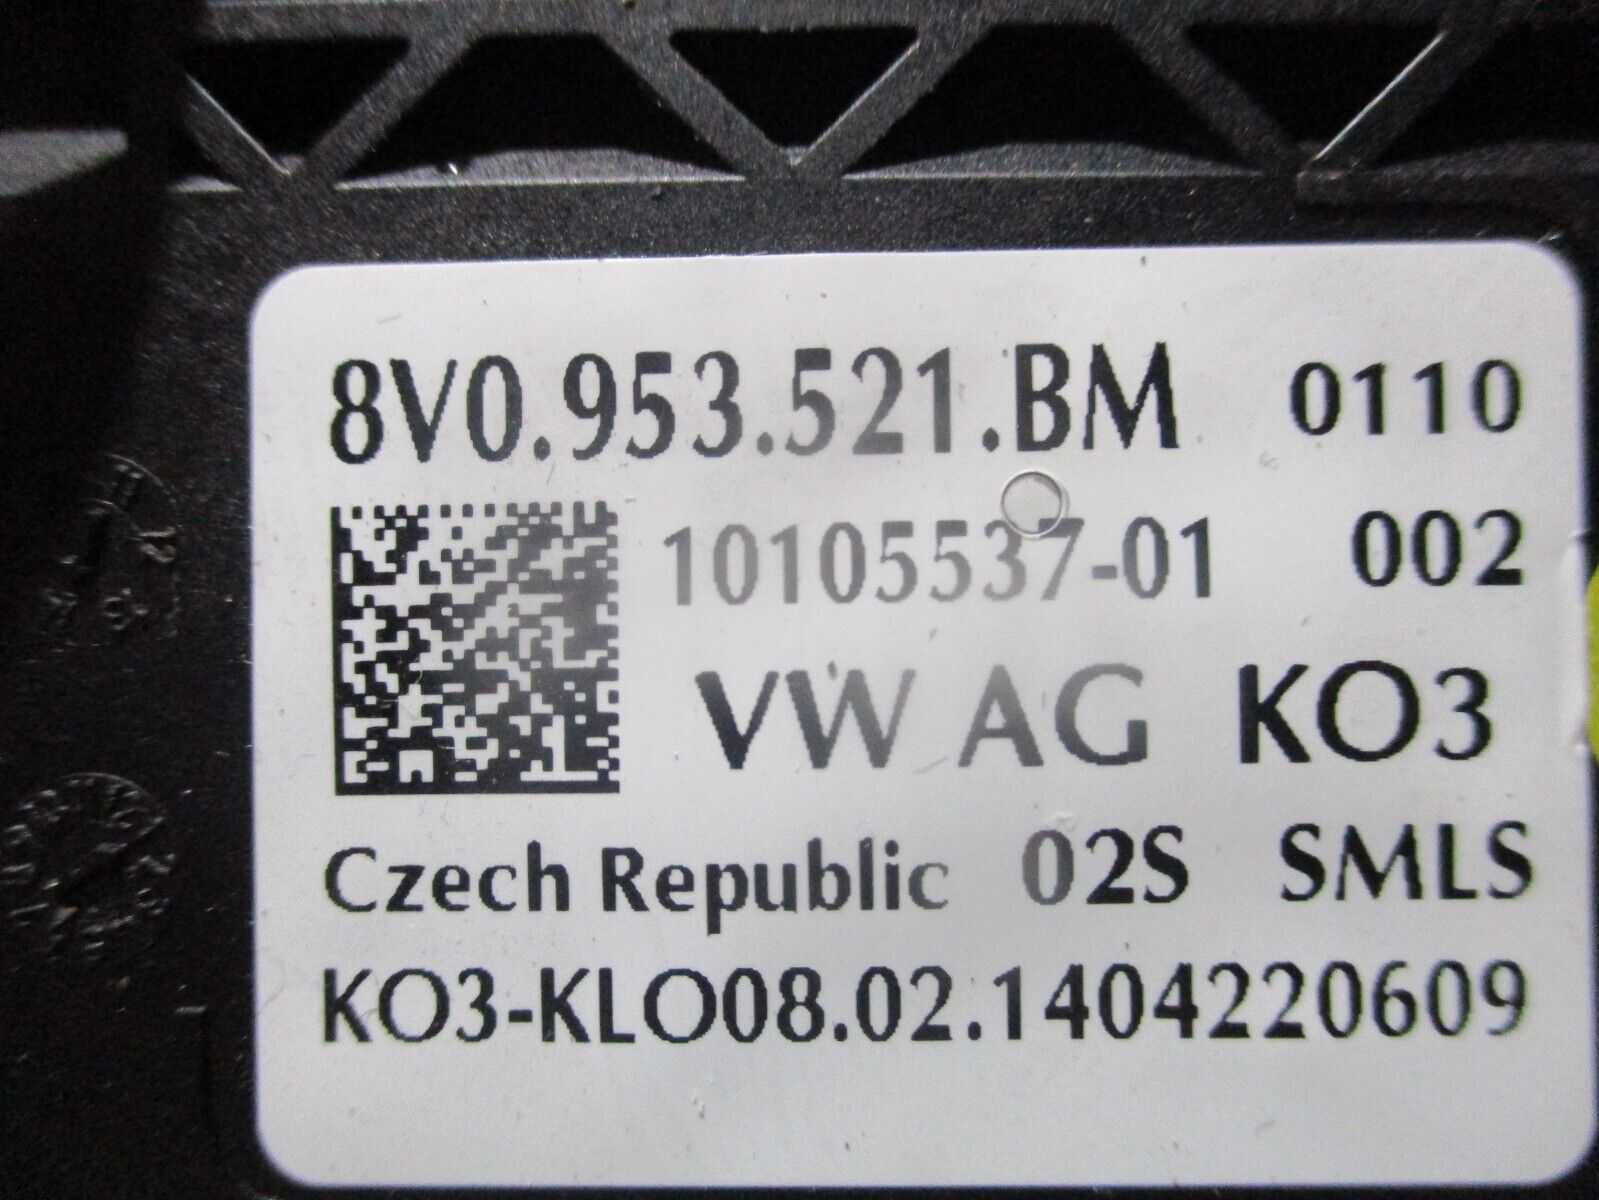 8V0.953.521.BM 0110
10105537-01 002
VW AG KO3
Czech Republic 02S SMLS
KO3-KLO08.02.1404220609